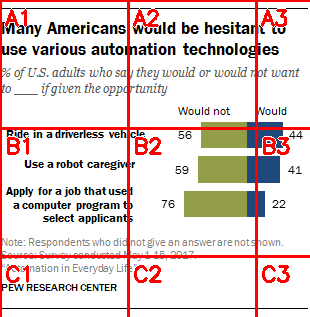 A1 A2 A3
Many Americans would be hesitant to
use various automation technologies
% of U.S. adults who say they would or would not want
to ___ if given the opportunity
Would not Would
Ride in a driverless vehicle 56 44
B1 B2 B3
Use a robot caregiver 59 41
Apply for a job that used
a computer program to
select applicants 76 22
Note: Respondents who did not give an answer are not shown.
Source: Survey conducted May 1-15, 2017.
"Automation in Everyday Life"
C1 C2 C3
PEW RESEARCH CENTER